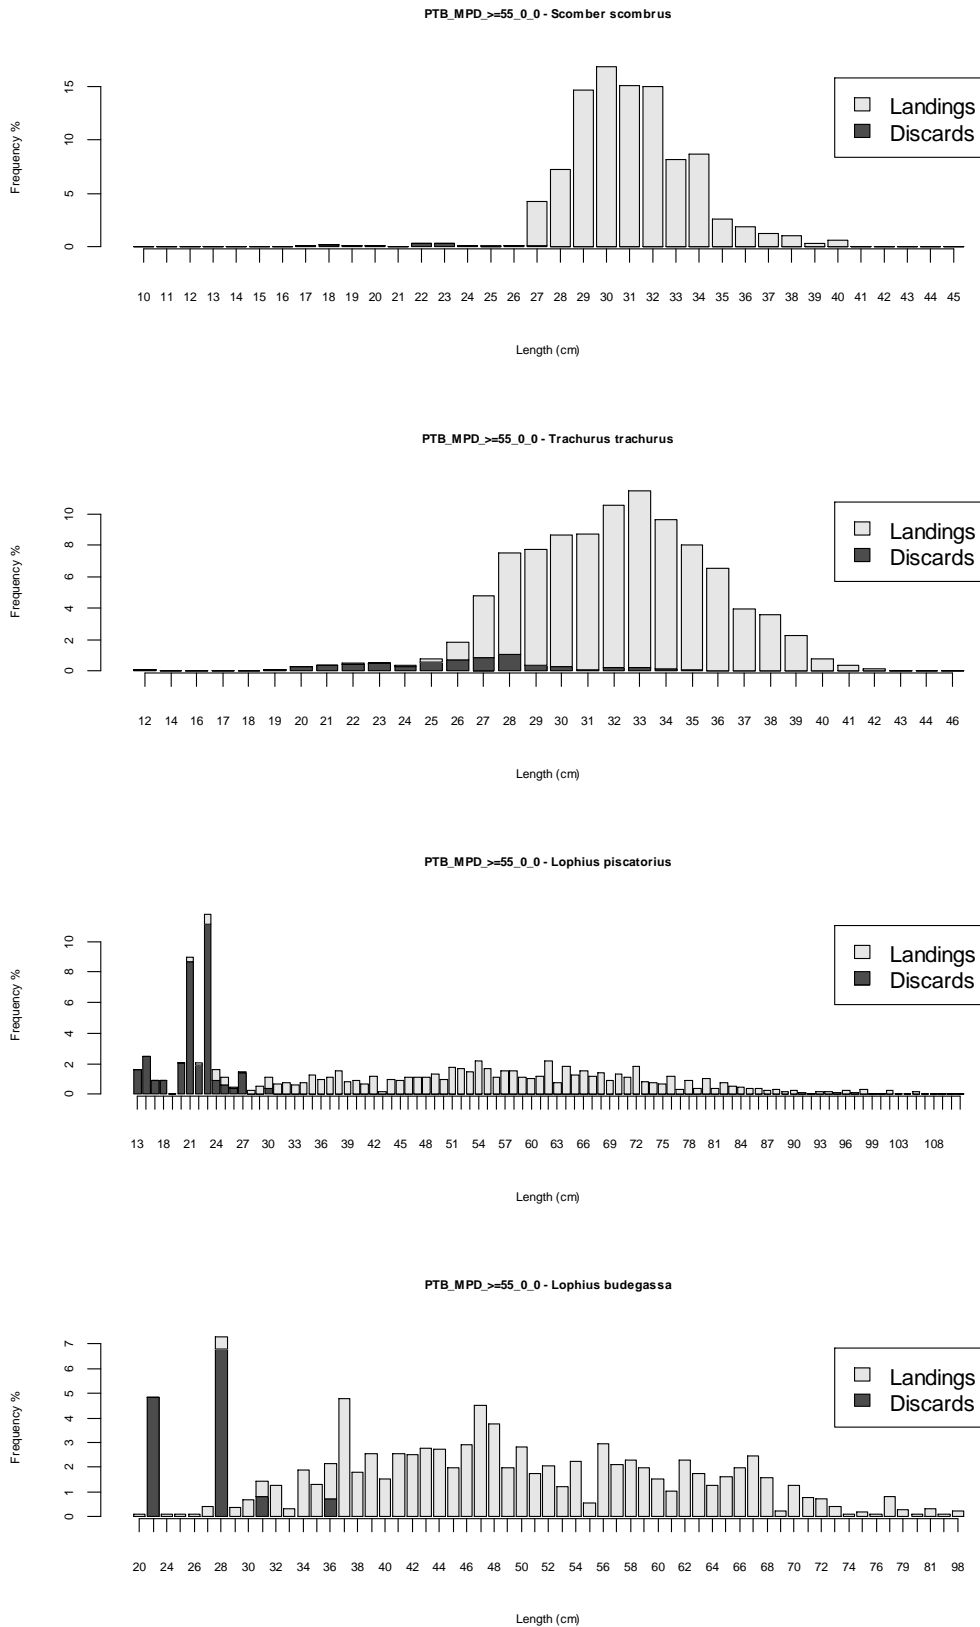 PTB_MPD_>=55_0_0 - Scomber scombrus
Frequency %
15
10
5
0
Landings
Discards
10 11 12 13 14 15 16 17 18 19 20 21 22 23 24 25 26 27 28 29 30 31 32 33 34 35 36 37 38 39 40 41 42 43 44 45
Length (cm)
PTB_MPD_>=55_0_0 - Trachurus trachurus
Frequency %
10
8
6
4
2
0
Landings
Discards
12 14 16 17 18 19 20 21 22 23 24 25 26 27 28 29 30 31 32 33 34 35 36 37 38 39 40 41 42 43 44 46
Length (cm)
PTB_MPD_>=55_0_0 - Lophius piscatorius
Frequency %
10
8
6
4
2
0
Landings
Discards
13 18 21 24 27 30 33 36 39 42 45 48 51 54 57 60 63 66 69 72 75 78 81 84 87 90 93 96 99 103 108
Length (cm)
PTB_MPD_>=55_0_0 - Lophius budegassa
Frequency %
7
6
5
4
3
2
1
0
Landings
Discards
20 24 26 28 30 32 34 36 38 40 42 44 46 48 50 52 54 56 58 60 62 64 66 68 70 72 74 76 79 81 98
Length (cm)